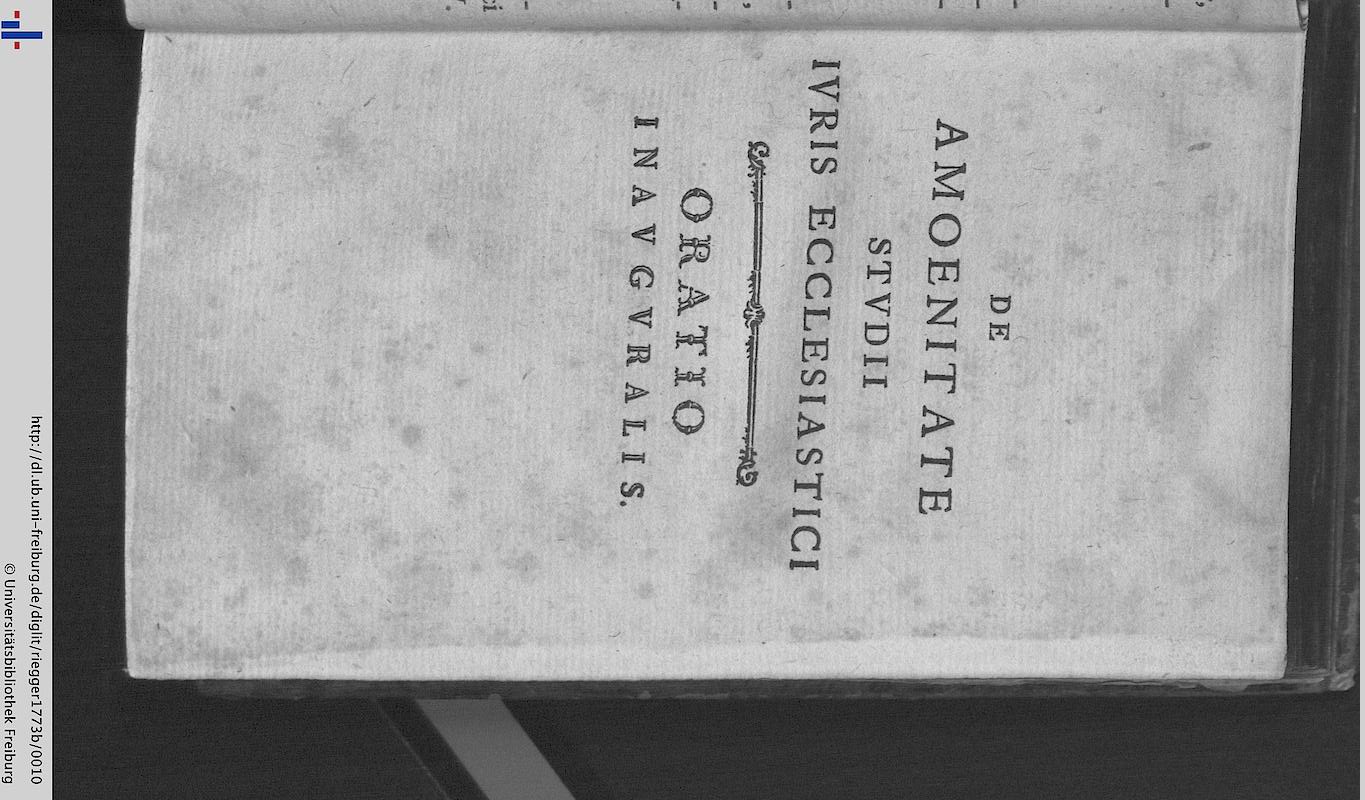 DE
AMOENITATE
STVDII
IVRIS ECCLESIASTICI
ORATIO
INAVGVRALIS.
http://dl.ub.uni-freiburg.de/diglit/riegger1773b/0010
© Universitätsbibliothek Freiburg